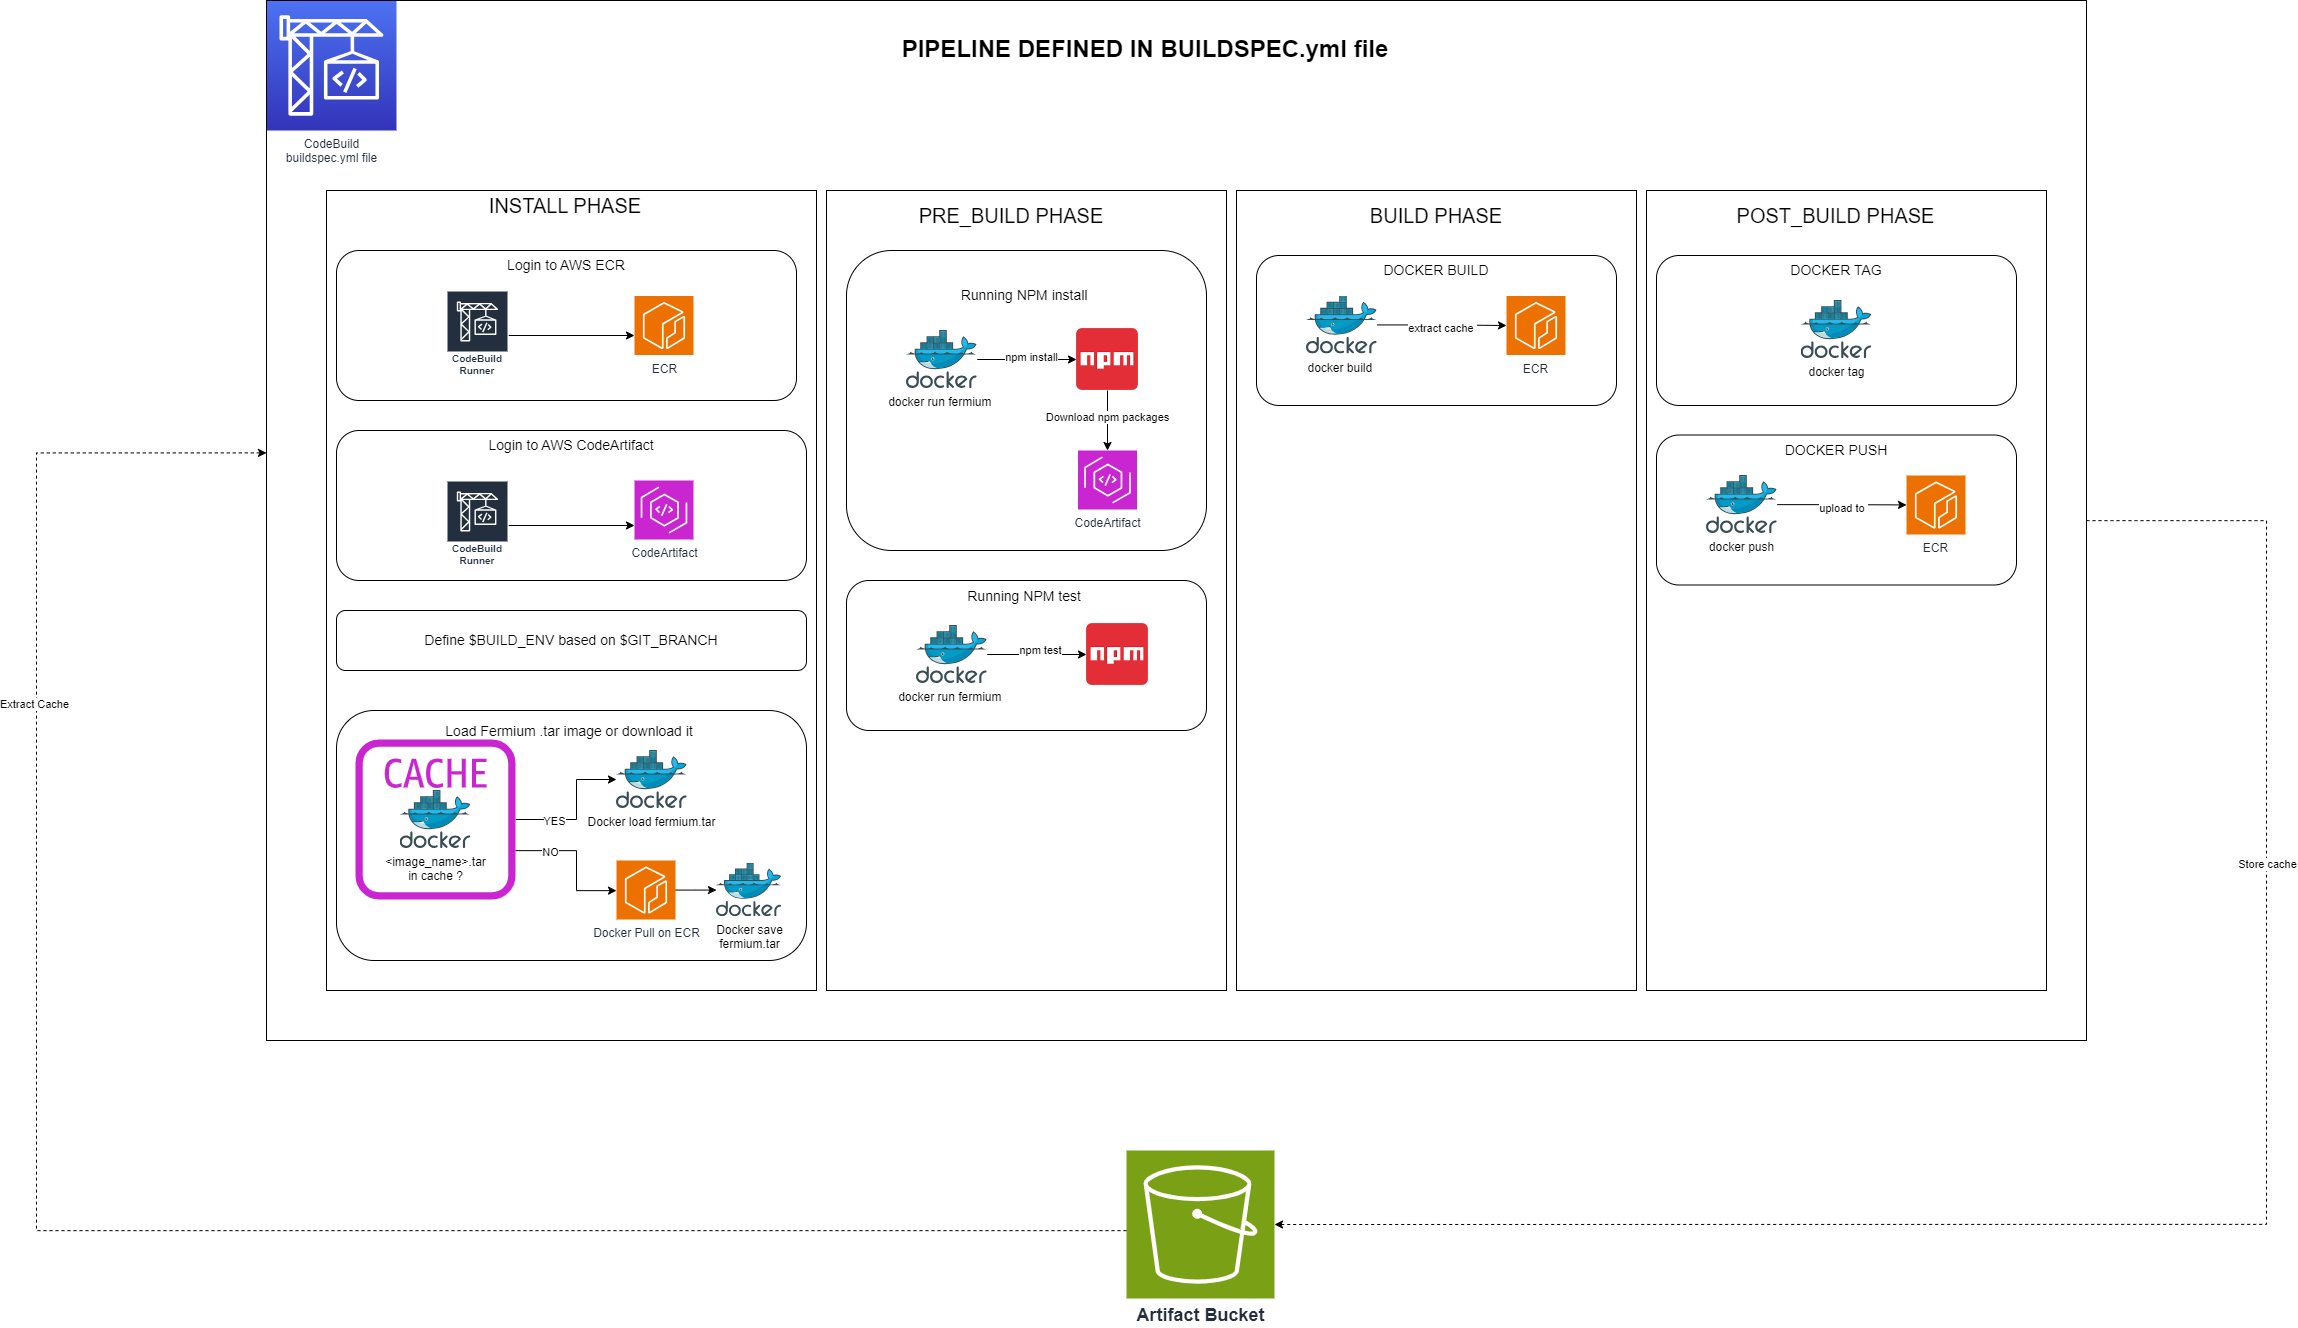 PIPELINE DEFINED IN BUILDSPEC.yml file
CodeBuild
buildspec.yml file
INSTALL PHASE
Login to AWS ECR
CodeBuild
Runner
ECR
Login to AWS CodeArtifact
CodeBuild
Runner
CodeArtifact
Define $BUILD_ENV based on $GIT_BRANCH
Load Fermium .tar image or download it
CACHE
docker
<image_name>.tar
in cache ?
YES
docker
Docker load fermium.tar
NO
Docker Pull on ECR
docker
Docker save
fermium.tar
PRE_BUILD PHASE
Running NPM install
docker
docker run fermium
npm install
npm
Download npm packages
CodeArtifact
Running NPM test
docker
docker run fermium
npm test
npm
BUILD PHASE
DOCKER BUILD
docker
docker build
extract cache
ECR
POST_BUILD PHASE
DOCKER TAG
docker
docker tag
DOCKER PUSH
docker
docker push
upload to
ECR
Extract Cache
Store cache
Artifact Bucket